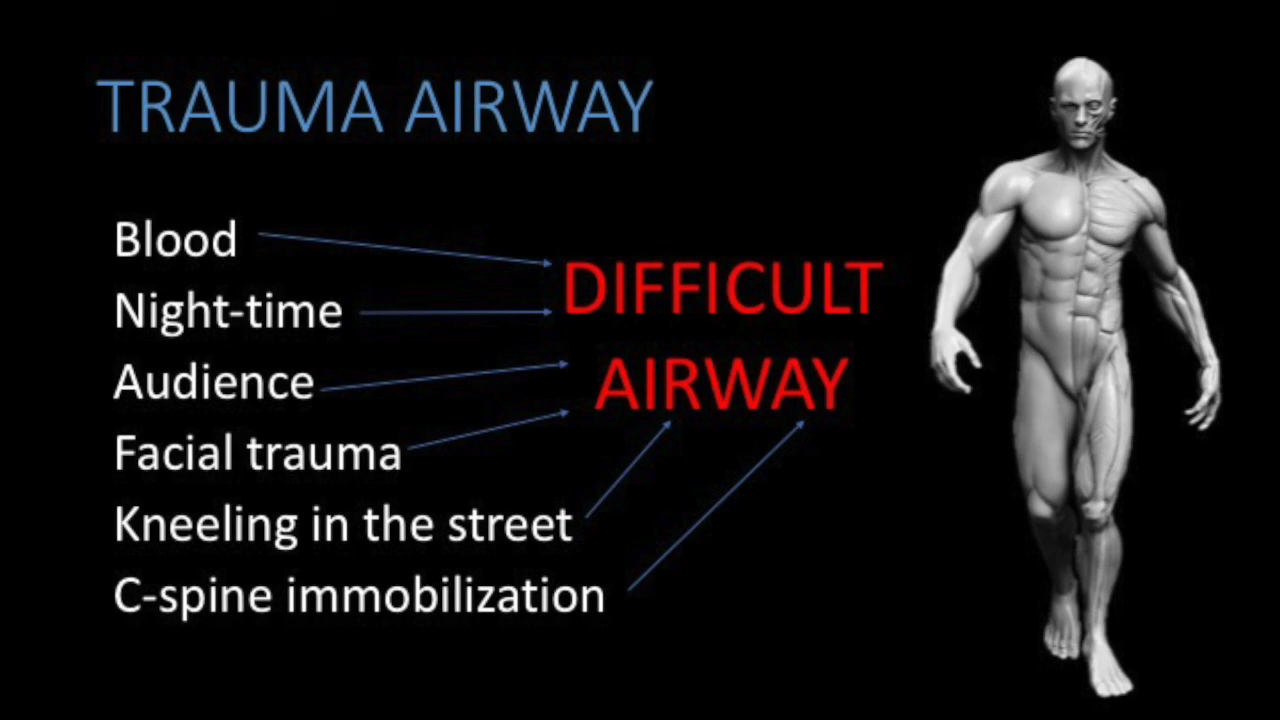 TRAUMA AIRWAY
Blood
Night-time
Audience
Facial trauma
Kneeling in the street
C-spine immobilization
DIFFICULT
AIRWAY